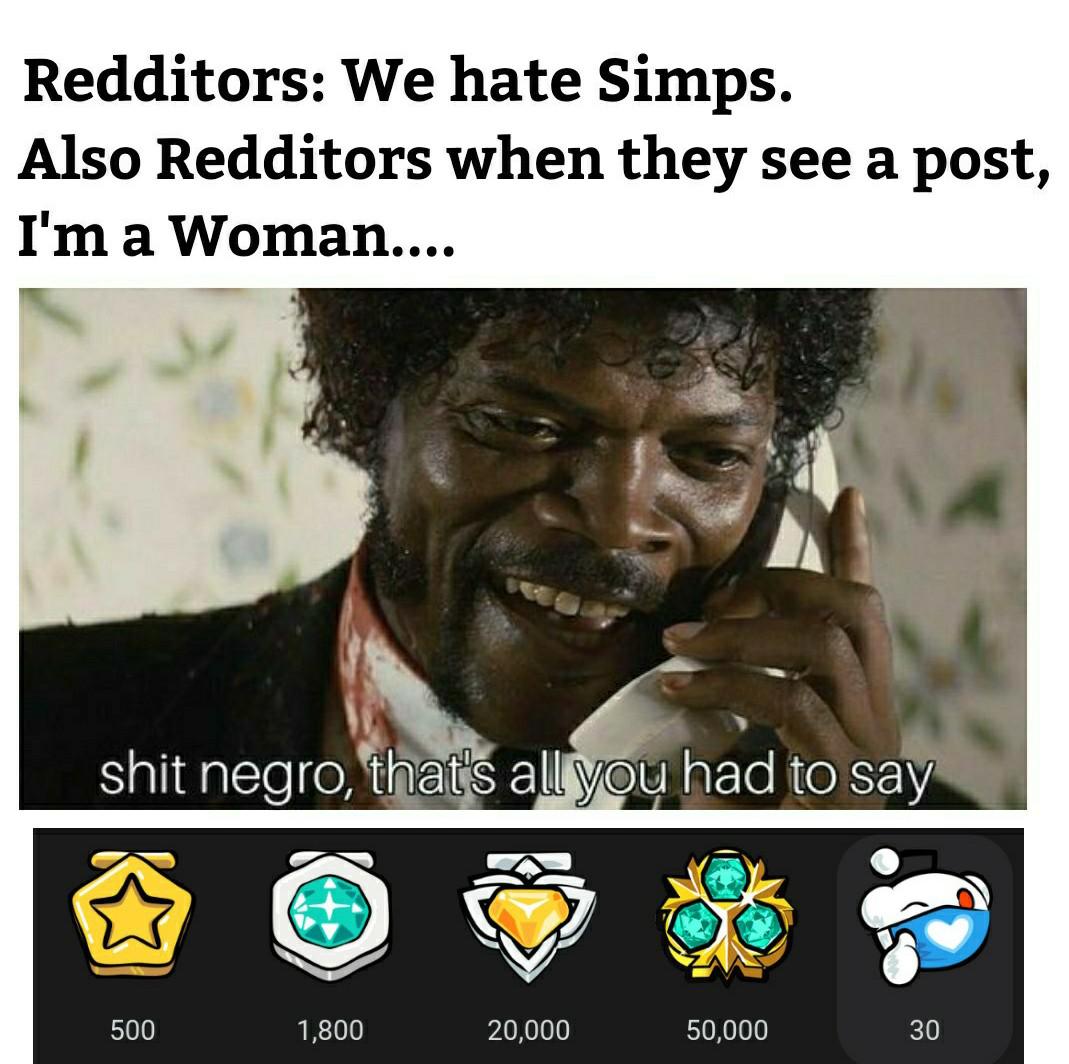 Redditors: We hate Simps.
Also Redditors when they see a post,
I'm a Woman....
shit negro, that's all you had to say
500 1,800 20,000 50,000 30